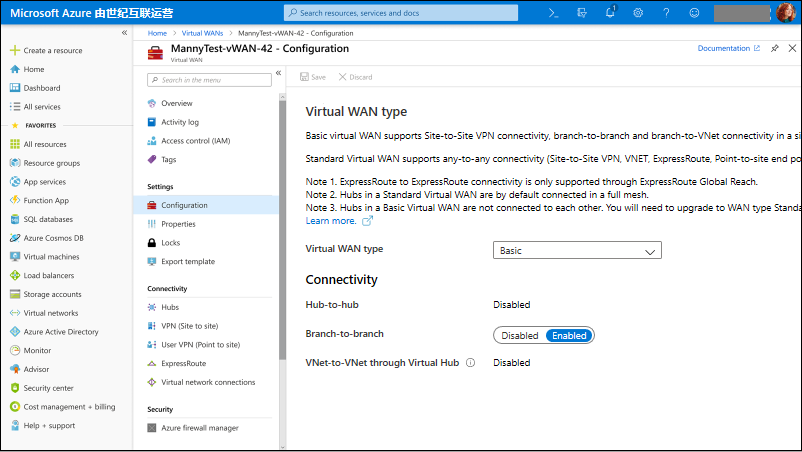 Microsoft Azure 由世纪互联运营
Search resources, services and docs
1
Create a resource
Home
Dashboard
All services
FAVORITES
All resources
Resource groups
App services
Function App
SQL databases
Azure Cosmos DB
Virtual machines
Load balancers
Storage accounts
Virtual networks
Azure Active Directory
Monitor
Advisor
Security center
Cost management + billing
Help + support
Home
Virtual WANs
MannyTest-vWAN-42 - Configuration
MannyTest-vWAN-42 - Configuration
Virtual WAN
Documentation
Search in the menu
Overview
Activity log
Access control (IAM)
Tags
Settings
Configuration
Properties
Locks
Export template
Connectivity
Hubs
VPN (Site to site)
User VPN (Point to site)
ExpressRoute
Virtual network connections
Security
Azure firewall manager
Save
Discard
Virtual WAN type
Basic virtual WAN supports Site-to-Site VPN connectivity, branch-to-branch and branch-to-VNet connectivity in a si
Standard Virtual WAN supports any-to-any connectivity (Site-to-Site VPN, VNET, ExpressRoute, Point-to-site end po
Note 1. ExpressRoute to ExpressRoute connectivity is only supported through ExpressRoute Global Reach.
Note 2. Hubs in a Standard Virtual WAN are by default connected in a full mesh.
Note 3. Hubs in a Basic Virtual WAN are not connected to each other. You will need to upgrade to WAN type Standa
Learn more.
Virtual WAN type
Basic
Connectivity
Hub-to-hub
Disabled
Branch-to-branch
Disabled Enabled
VNet-to-VNet through Virtual Hub
Disabled